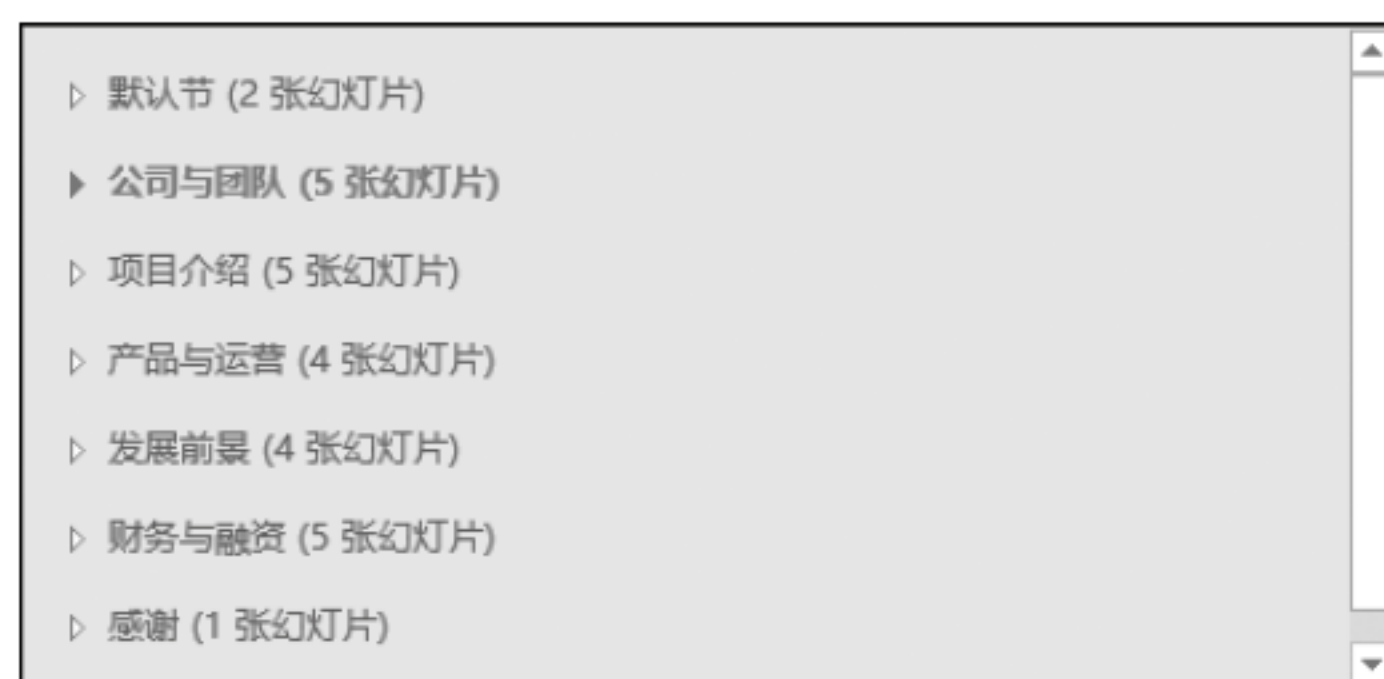 默认节 (2 张幻灯片)
公司与团队 (5 张幻灯片)
项目介绍 (5 张幻灯片)
产品与运营 (4 张幻灯片)
发展前景 (4 张幻灯片)
财务与融资 (5 张幻灯片)
感谢 (1 张幻灯片)